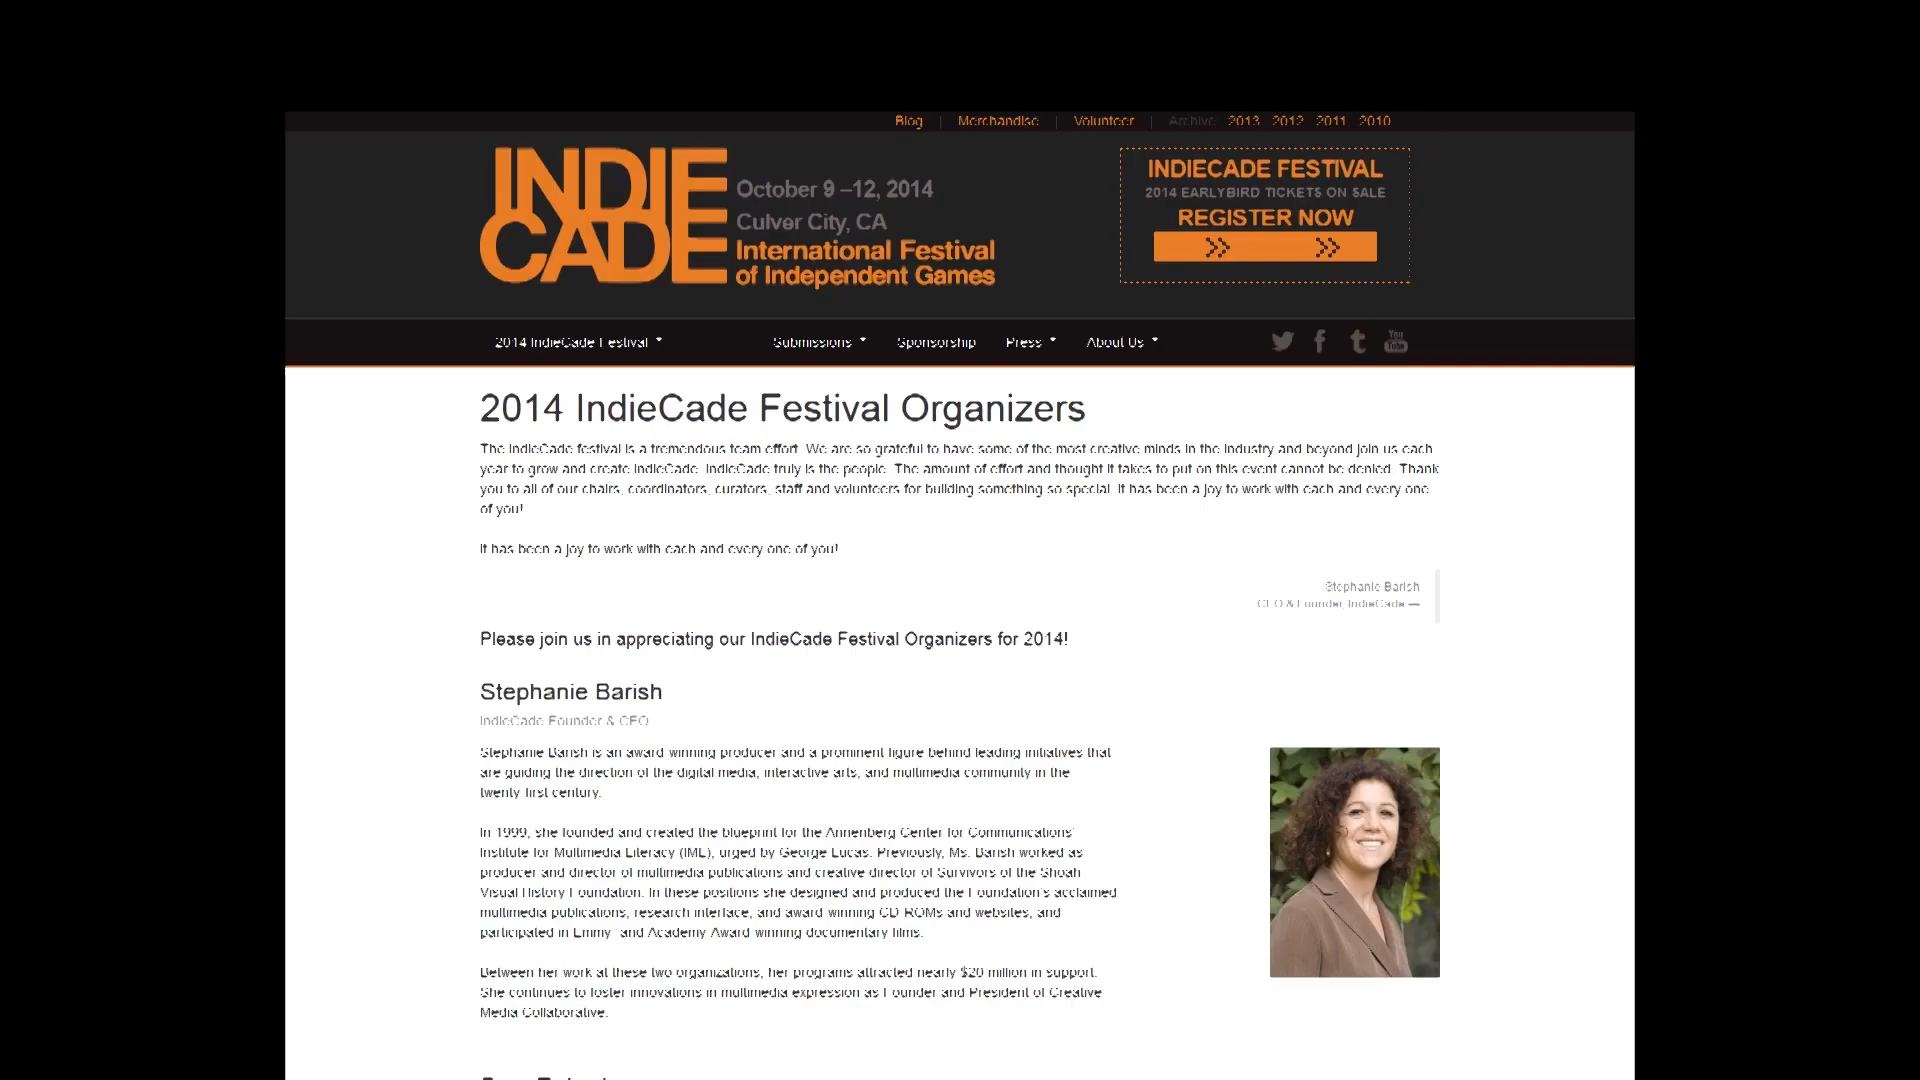 Blog | Merchandise | Volunteer | Archive 2013 2012 2011 2010
INDIE
CADE
October 9 –12, 2014
Culver City, CA
International Festival
of Independent Games
INDIECADE FESTIVAL
2014 EARLYBIRD TICKETS ON SALE
REGISTER NOW
2014 IndieCade Festival Submissions Sponsorship Press About Us
You
Tube
2014 IndieCade Festival Organizers
The IndieCade festival is a tremendous team effort. We are so grateful to have some of the most creative minds in the industry and beyond join us each
year to grow and create IndieCade. IndieCade truly is the people. The amount of effort and thought it takes to put on this event cannot be denied. Thank
you to all of our chairs, coordinators, curators, staff and volunteers for building something so special. It has been a joy to work with each and every one
of you!
It has been a joy to work with each and every one of you!
Stephanie Barish
CEO & Founder, IndieCade —
Please join us in appreciating our IndieCade Festival Organizers for 2014!
Stephanie Barish
IndieCade Founder & CEO
Stephanie Barish is an award-winning producer and a prominent figure behind leading initiatives that
are guiding the direction of the digital media, interactive arts, and multimedia community in the
twenty-first century.
In 1999, she founded and created the blueprint for the Annenberg Center for Communications'
Institute for Multimedia Literacy (IML), urged by George Lucas. Previously, Ms. Barish worked as
producer and director of multimedia publications and creative director of Survivors of the Shoah
Visual History Foundation. In these positions she designed and produced the Foundation's acclaimed
multimedia publications, research interface, and award-winning CD-ROMs and websites, and
participated in Emmy- and Academy Award-winning documentary films.
Between her work at these two organizations, her programs attracted nearly $20 million in support.
She continues to foster innovations in multimedia expression as Founder and President of Creative
Media Collaborative.